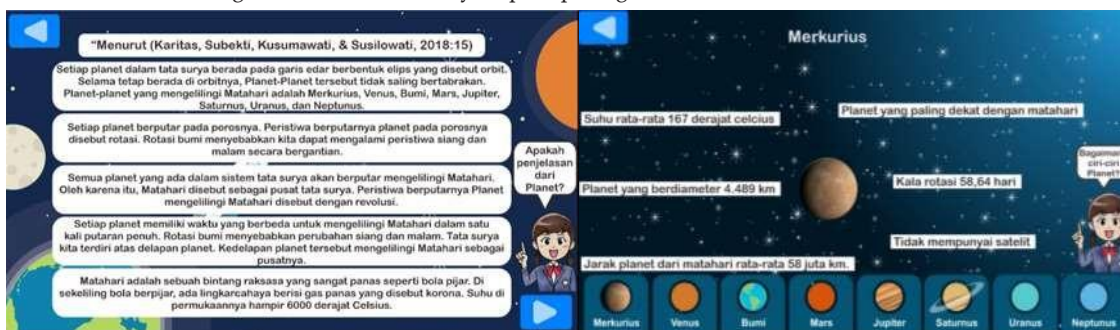 "Menurut (Karitas, Subekti, Kusumawati, & Susilowati, 2018:15)
Setiap planet dalam tata surya berada pada garis edar berbentuk elips yang disebut orbit.
Selama tetap berada di orbitnya, Planet-Planet tersebut tidak saling bertabrakan.
Planet-planet yang mengelilingi Matahari adalah Merkurius, Venus, Bumi, Mars, Jupiter,
Saturnus, Uranus, dan Neptunus.
Setiap planet berputar pada porosnya. Peristiwa berputarnya planet pada porosnya
disebut rotasi. Rotasi bumi menyebabkan kita dapat mengalami peristiwa siang dan
malam secara bergantian.
Semua planet yang ada dalam sistem tata surya akan berputar mengelilingi Matahari.
Oleh karena itu, Matahari disebut sebagai pusat tata surya. Peristiwa berputarnya Planet
mengelilingi Matahari disebut dengan revolusi.
Setiap planet memiliki waktu yang berbeda untuk mengelilingi Matahari dalam satu
kali putaran penuh. Rotasi bumi menyebabkan perubahan siang dan malam. Tata surya
kita terdiri atas delapan planet. Kedelapan planet tersebut mengelilingi Matahari sebagai
pusatnya.
Matahari adalah sebuah bintang raksasa yang sangat panas seperti bola pijar. Di
sekeliling bola berpijar, ada lingkarcahaya berisi gas panas yang disebut korona. Suhu di
permukaannya hampir 6000 derajat Celsius.
Apakah
penjelasan
dari
Planet?
Merkurius
Suhu rata-rata 167 derajat celcius
Planet yang paling dekat dengan matahari
Planet yang berdiameter 4.489 km
Kala rotasi 58,64 hari
Tidak mempunyai satelit
Jarak planet dari matahari rata-rata 58 juta km.
Bagaimana
ciri-ciri
Planet?
Merkurius
Venus
Bumi
Mars
Jupiter
Saturnus
Uranus
Neptunus